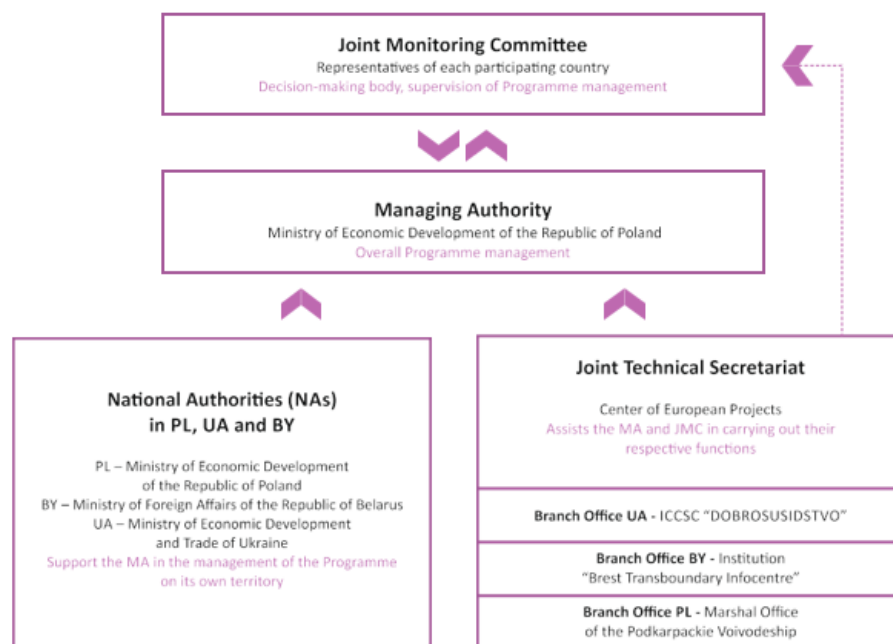 Joint Monitoring Committee
Representatives of each participating country
Decision-making body, supervision of Programme management
Managing Authority
Ministry of Economic Development of the Republic of Poland
Overall Programme management
National Authorities (NAs)
in PL, UA and BY
PL – Ministry of Economic Development
of the Republic of Poland
BY – Ministry of Foreign Affairs of the Republic of Belarus
UA – Ministry of Economic Development
and Trade of Ukraine
Support the MA in the management of the Programme
on its own territory
Joint Technical Secretariat
Center of European Projects
Assists the MA and JMC in carrying out their
respective functions
Branch Office UA - ICCSC “DOBROSUSIDSTVO”
Branch Office BY - Institution
“Brest Transboundary Infocentre”
Branch Office PL - Marshal Office
of the Podkarpackie Voivodeship